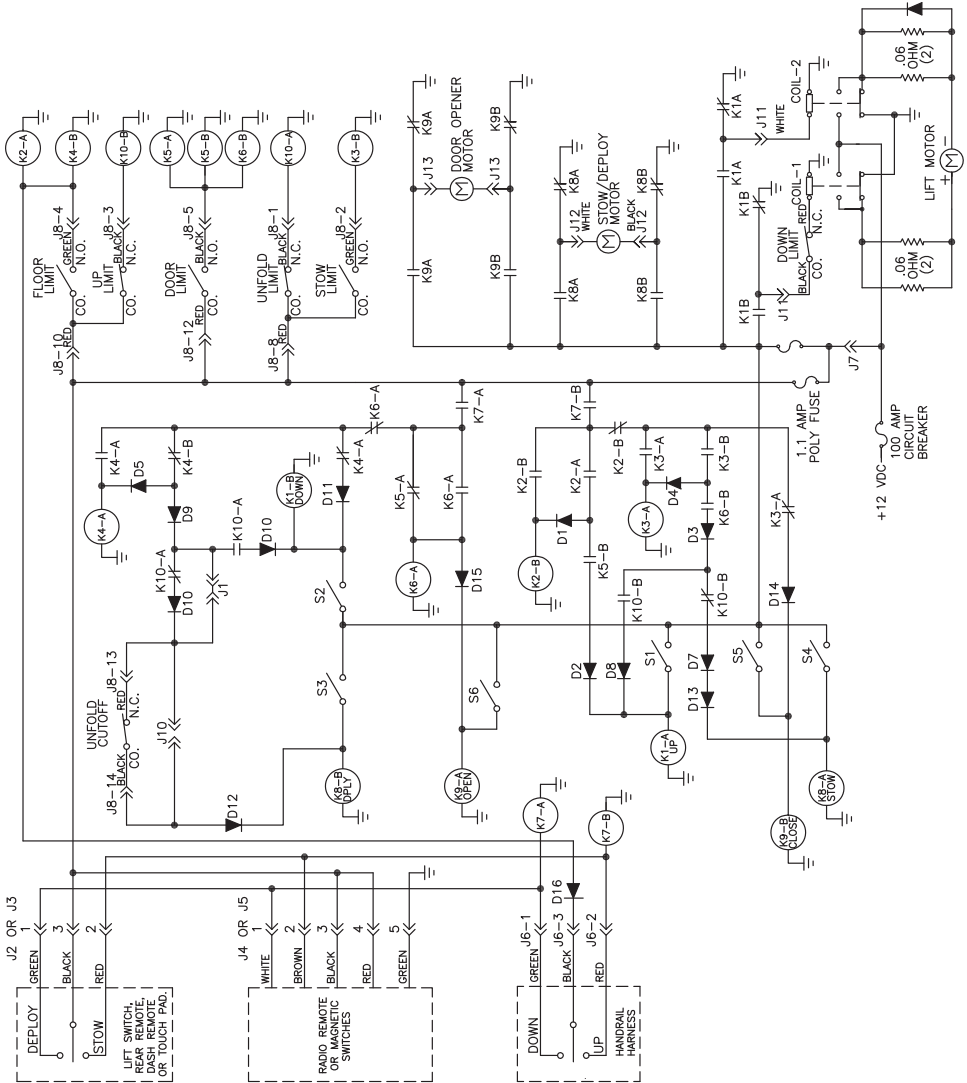 J2 OR J3
DEPLOY
GREEN
1
BLACK
3
RED
2
STOW
LIFT SWITCH,
REAR REMOTE,
DASH REMOTE
OR TOUCH PAD.
J4 OR J5
WHITE
1
BROWN
2
BLACK
3
RED
4
GREEN
5
RADIO REMOTE
OR MAGNETIC
SWITCHES
DOWN
GREEN
J6-1
BLACK
J6-3
RED
J6-2
UP
HANDRAIL
HARNESS
D16
K7-A
K7-B
UNFOLD
CUTOFF
J8-14
BLACK
CO.
RED
N.C.
J8-13
J10
D12
D10
K10-A
J1
D9
D5
K4-A
K4-A
K4-B
K10-A
D10
K1-B
DOWN
D11
K4-A
K6-A
S2
S3
K8-B
DPLY
K5-A
K6-A
K6-A
D15
K7-A
S6
K9-A
OPEN
K2-B
K2-B
D1
K2-A
K7-B
K5-B
D2
K2-B
K3-A
K3-A
D4
K3-B
K6-B
D3
K10-B
D8
K10-B
S1
K1-A
UP
D7
D13
S5
D14
K3-A
S4
K9-B
CLOSE
K8-A
STOW
K2-A
K4-B
K10-B
K5-A
K5-B
K6-B
K10-A
K3-B
FLOOR
LIMIT
J8-10
RED
CO.
GREEN
N.O.
J8-4
UP
LIMIT
CO.
BLACK
N.C.
J8-3
DOOR
LIMIT
J8-12
RED
CO.
BLACK
N.O.
J8-5
UNFOLD
LIMIT
J8-8
RED
CO.
BLACK
N.C.
J8-1
STOW
LIMIT
CO.
GREEN
N.O.
J8-2
K9A
K9A
J13
M
DOOR OPENER
MOTOR
J13
K9B
K9B
K8A
K8A
J12
WHITE
M
STOW/DEPLOY
MOTOR
BLACK
J12
K8B
K8B
K1A
K1A
J11
WHITE
COIL-2
K1B
K1B
J11
BLACK
CO.
DOWN
LIMIT
RED
N.C.
COIL-1
1.1 AMP
POLY FUSE
J7
+12 VDC
100 AMP
CIRCUIT
BREAKER
.06
OHM
(2)
.06
OHM
(2)
LIFT MOTOR
+
M
-